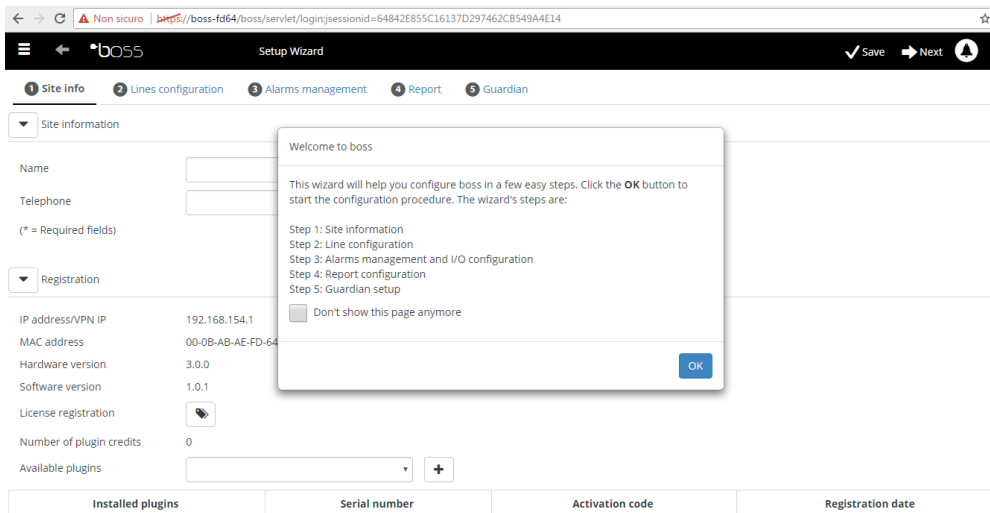 Non sicuro | https://boss-fd64/boss/servlet/login;jsessionid=64842E855C16137D297462CB549A4E14
boss Setup Wizard Save Next
1 Site info 2 Lines configuration 3 Alarms management 4 Report 5 Guardian
Site information
Name
Telephone
(* = Required fields)
Welcome to boss
This wizard will help you configure boss in a few easy steps. Click the OK button to
start the configuration procedure. The wizard's steps are:
Step 1: Site information
Step 2: Line configuration
Step 3: Alarms management and I/O configuration
Step 4: Report configuration
Step 5: Guardian setup
Don't show this page anymore
OK
Registration
IP address/VPN IP 192.168.154.1
MAC address 00-0B-AB-AE-FD-64
Hardware version 3.0.0
Software version 1.0.1
License registration
Number of plugin credits 0
Available plugins
Installed plugins Serial number Activation code Registration date